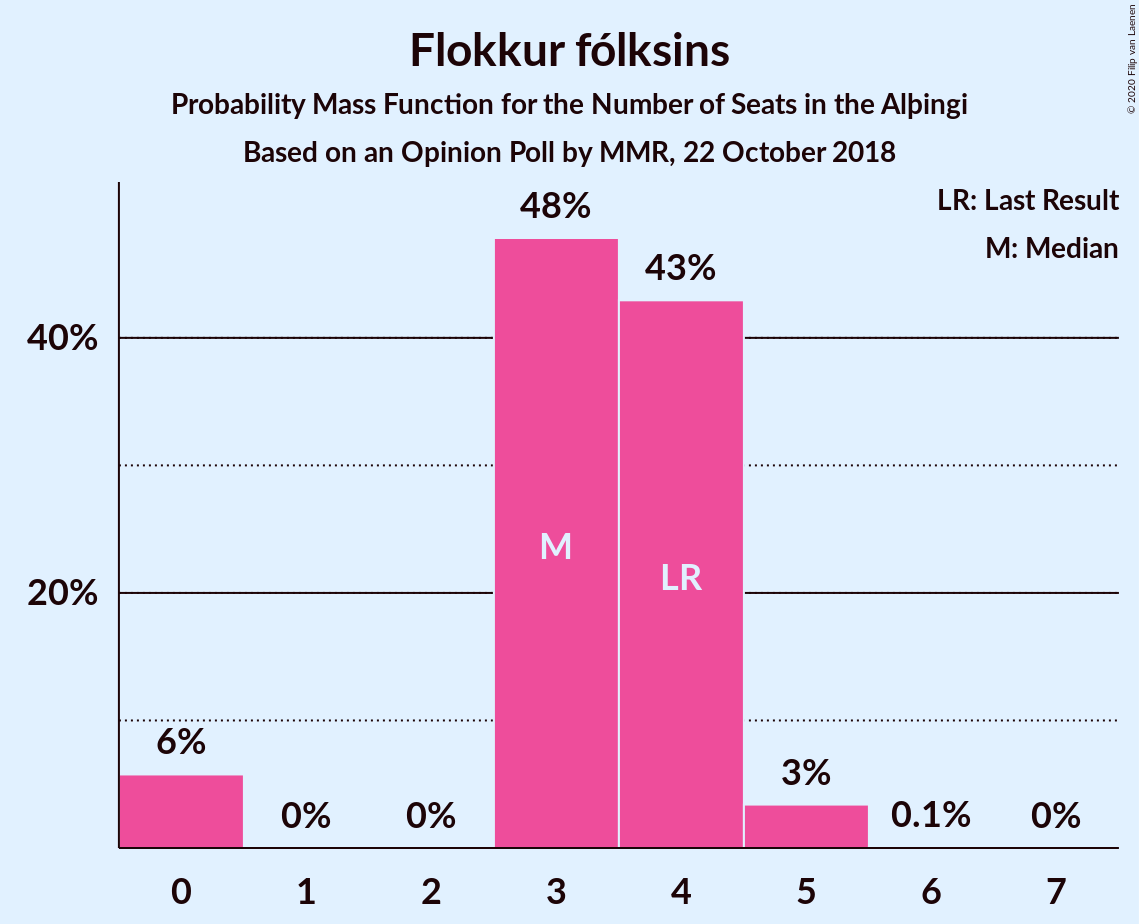 Flokkur fólksins
Probability Mass Function for the Number of Seats in the Alþingi
Based on an Opinion Poll by MMR, 22 October 2018
© 2020 Filip van Laenen
LR: Last Result
M: Median
48%
43%
40%
M
LR
20%
6%
0%
0%
3%
0.1%
0%
0 1 2 3 4 5 6 7